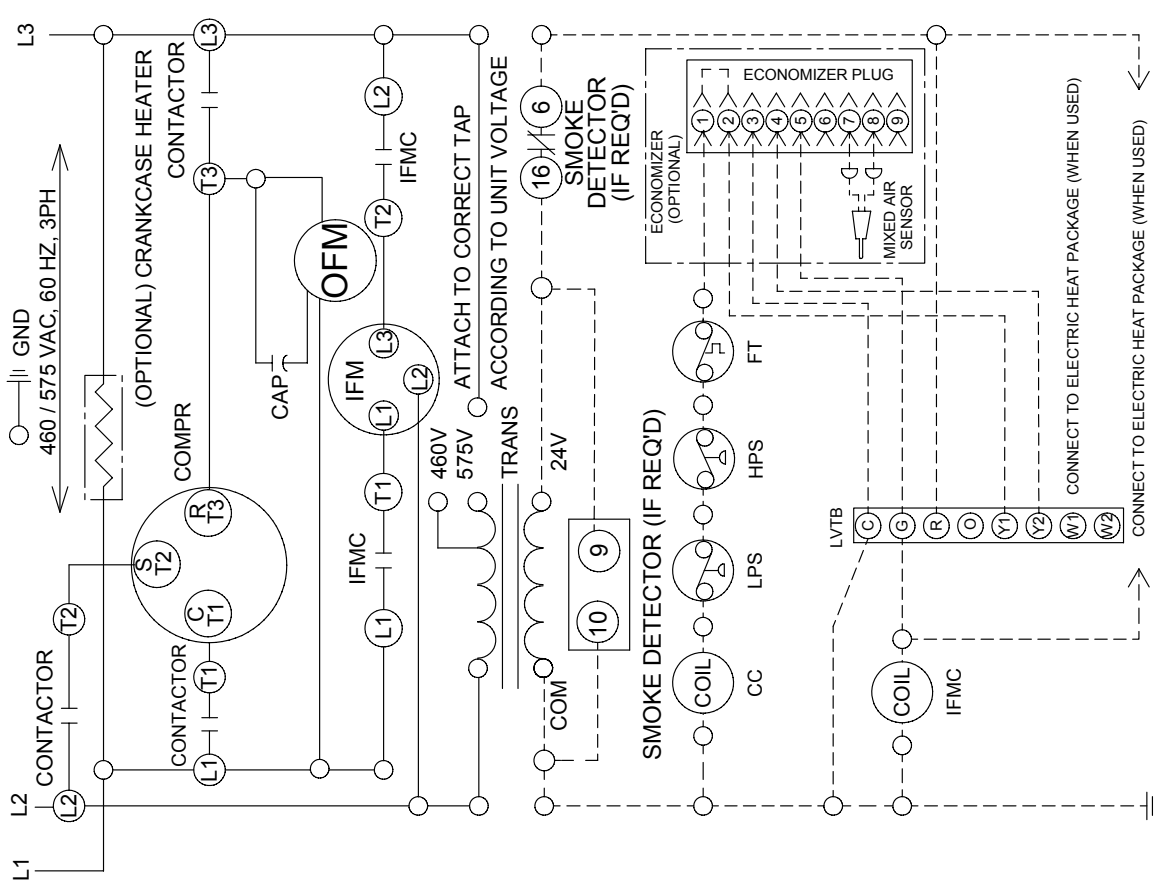 L1
L2
L3
GND
460 / 575 VAC, 60 HZ, 3PH
(OPTIONAL) CRANKCASE HEATER
CONTACTOR
L2
T2
COMPR
S
T2
C
T1
R
T3
CONTACTOR
L1
T1
CONTACTOR
T3
L3
CAP
OFM
IFM
L1
L2
L3
IFMC
L1
T1
IFMC
T2
L2
460V
575V
ATTACH TO CORRECT TAP
ACCORDING TO UNIT VOLTAGE
TRANS
COM
24V
16
6
SMOKE
DETECTOR
(IF REQ'D)
10
9
SMOKE DETECTOR (IF REQ'D)
ECONOMIZER
(OPTIONAL)
ECONOMIZER PLUG
1
2
3
4
5
6
7
8
9
MIXED AIR
SENSOR
COIL
CC
LPS
HPS
FT
LVTB
C
G
R
O
Y1
Y2
W1
W2
COIL
IFMC
CONNECT TO ELECTRIC HEAT PACKAGE (WHEN USED)
CONNECT TO ELECTRIC HEAT PACKAGE (WHEN USED)